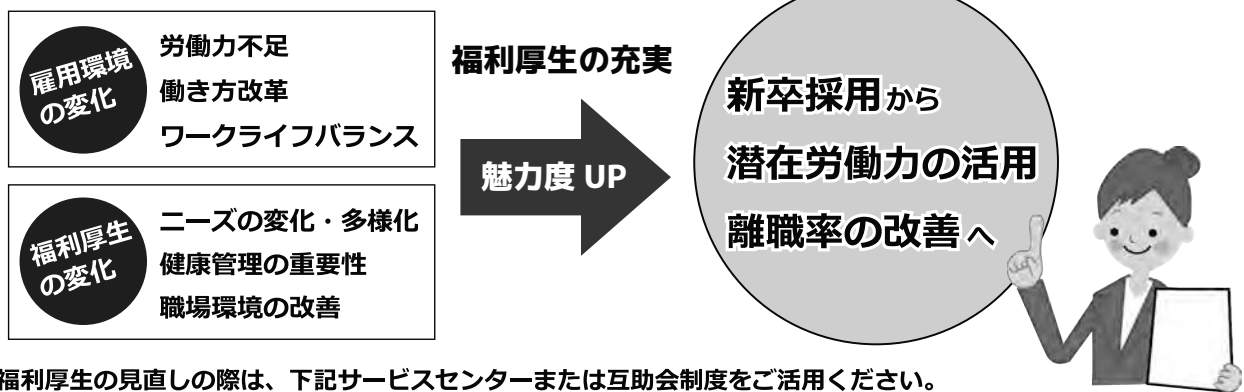 雇用環境
の変化
労働力不足
働き方改革
ワークライフバランス
福利厚生
の変化
ニーズの変化・多様化
健康管理の重要性
職場環境の改善
福利厚生の充実
魅力度 UP
新卒採用から
潜在労働力の活用
離職率の改善へ
福利厚生の見直しの際は、下記サービスセンターまたは互助会制度をご活用ください。